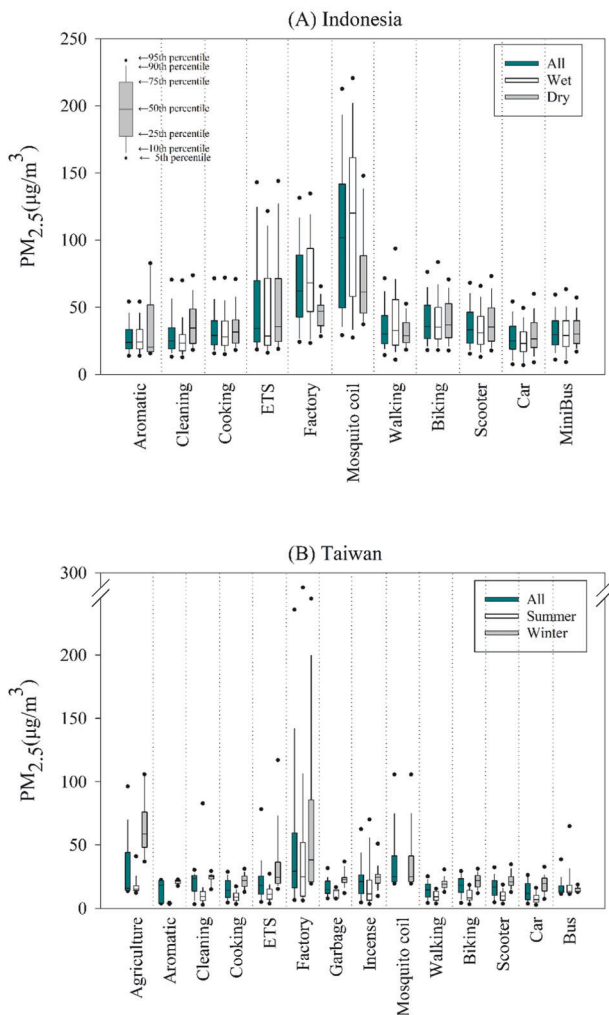 (A) Indonesia
250
200
150
100
50
0
PM2.5(μg/m3)
←95th percentile
←90th percentile
←75th percentile
←50th percentile
←25th percentile
←10th percentile
←5th percentile
All
Wet
Dry
Aromatic
Cleaning
Cooking
ETS
Factory
Mosquito coil
Walking
Biking
Scooter
Car
MiniBus
(B) Taiwan
300
200
150
100
50
0
PM2.5(μg/m3)
All
Summer
Winter
Agriculture
Aromatic
Cleaning
Cooking
ETS
Factory
Garbage
Incense
Mosquito coil
Walking
Biking
Scooter
Car
Bus